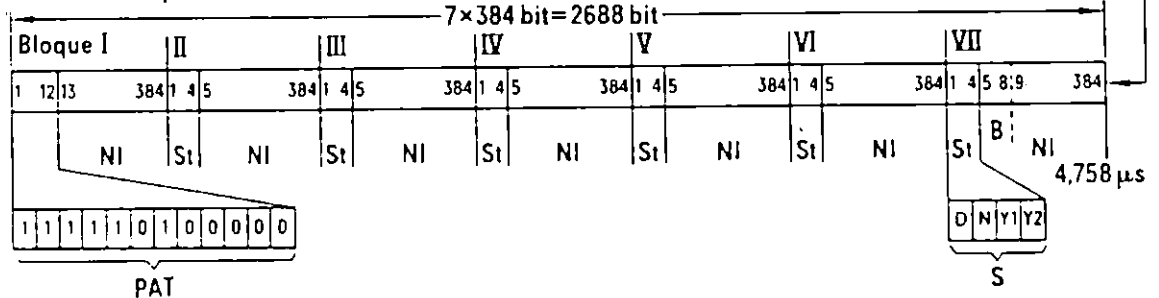 7×384 bit=2688 bit
Bloque I II III IV V VI VII
1 12 13 384 1 4 5 384 1 4 5 384 1 4 5 384 1 4 5 384 1 4 5 384 1 4 5 8 9 384
NI St NI St NI St NI St NI St NI St B NI
4,758 µs
1 1 1 1 1 0 1 0 0 0 0 0
D N Y1 Y2
PAT
S